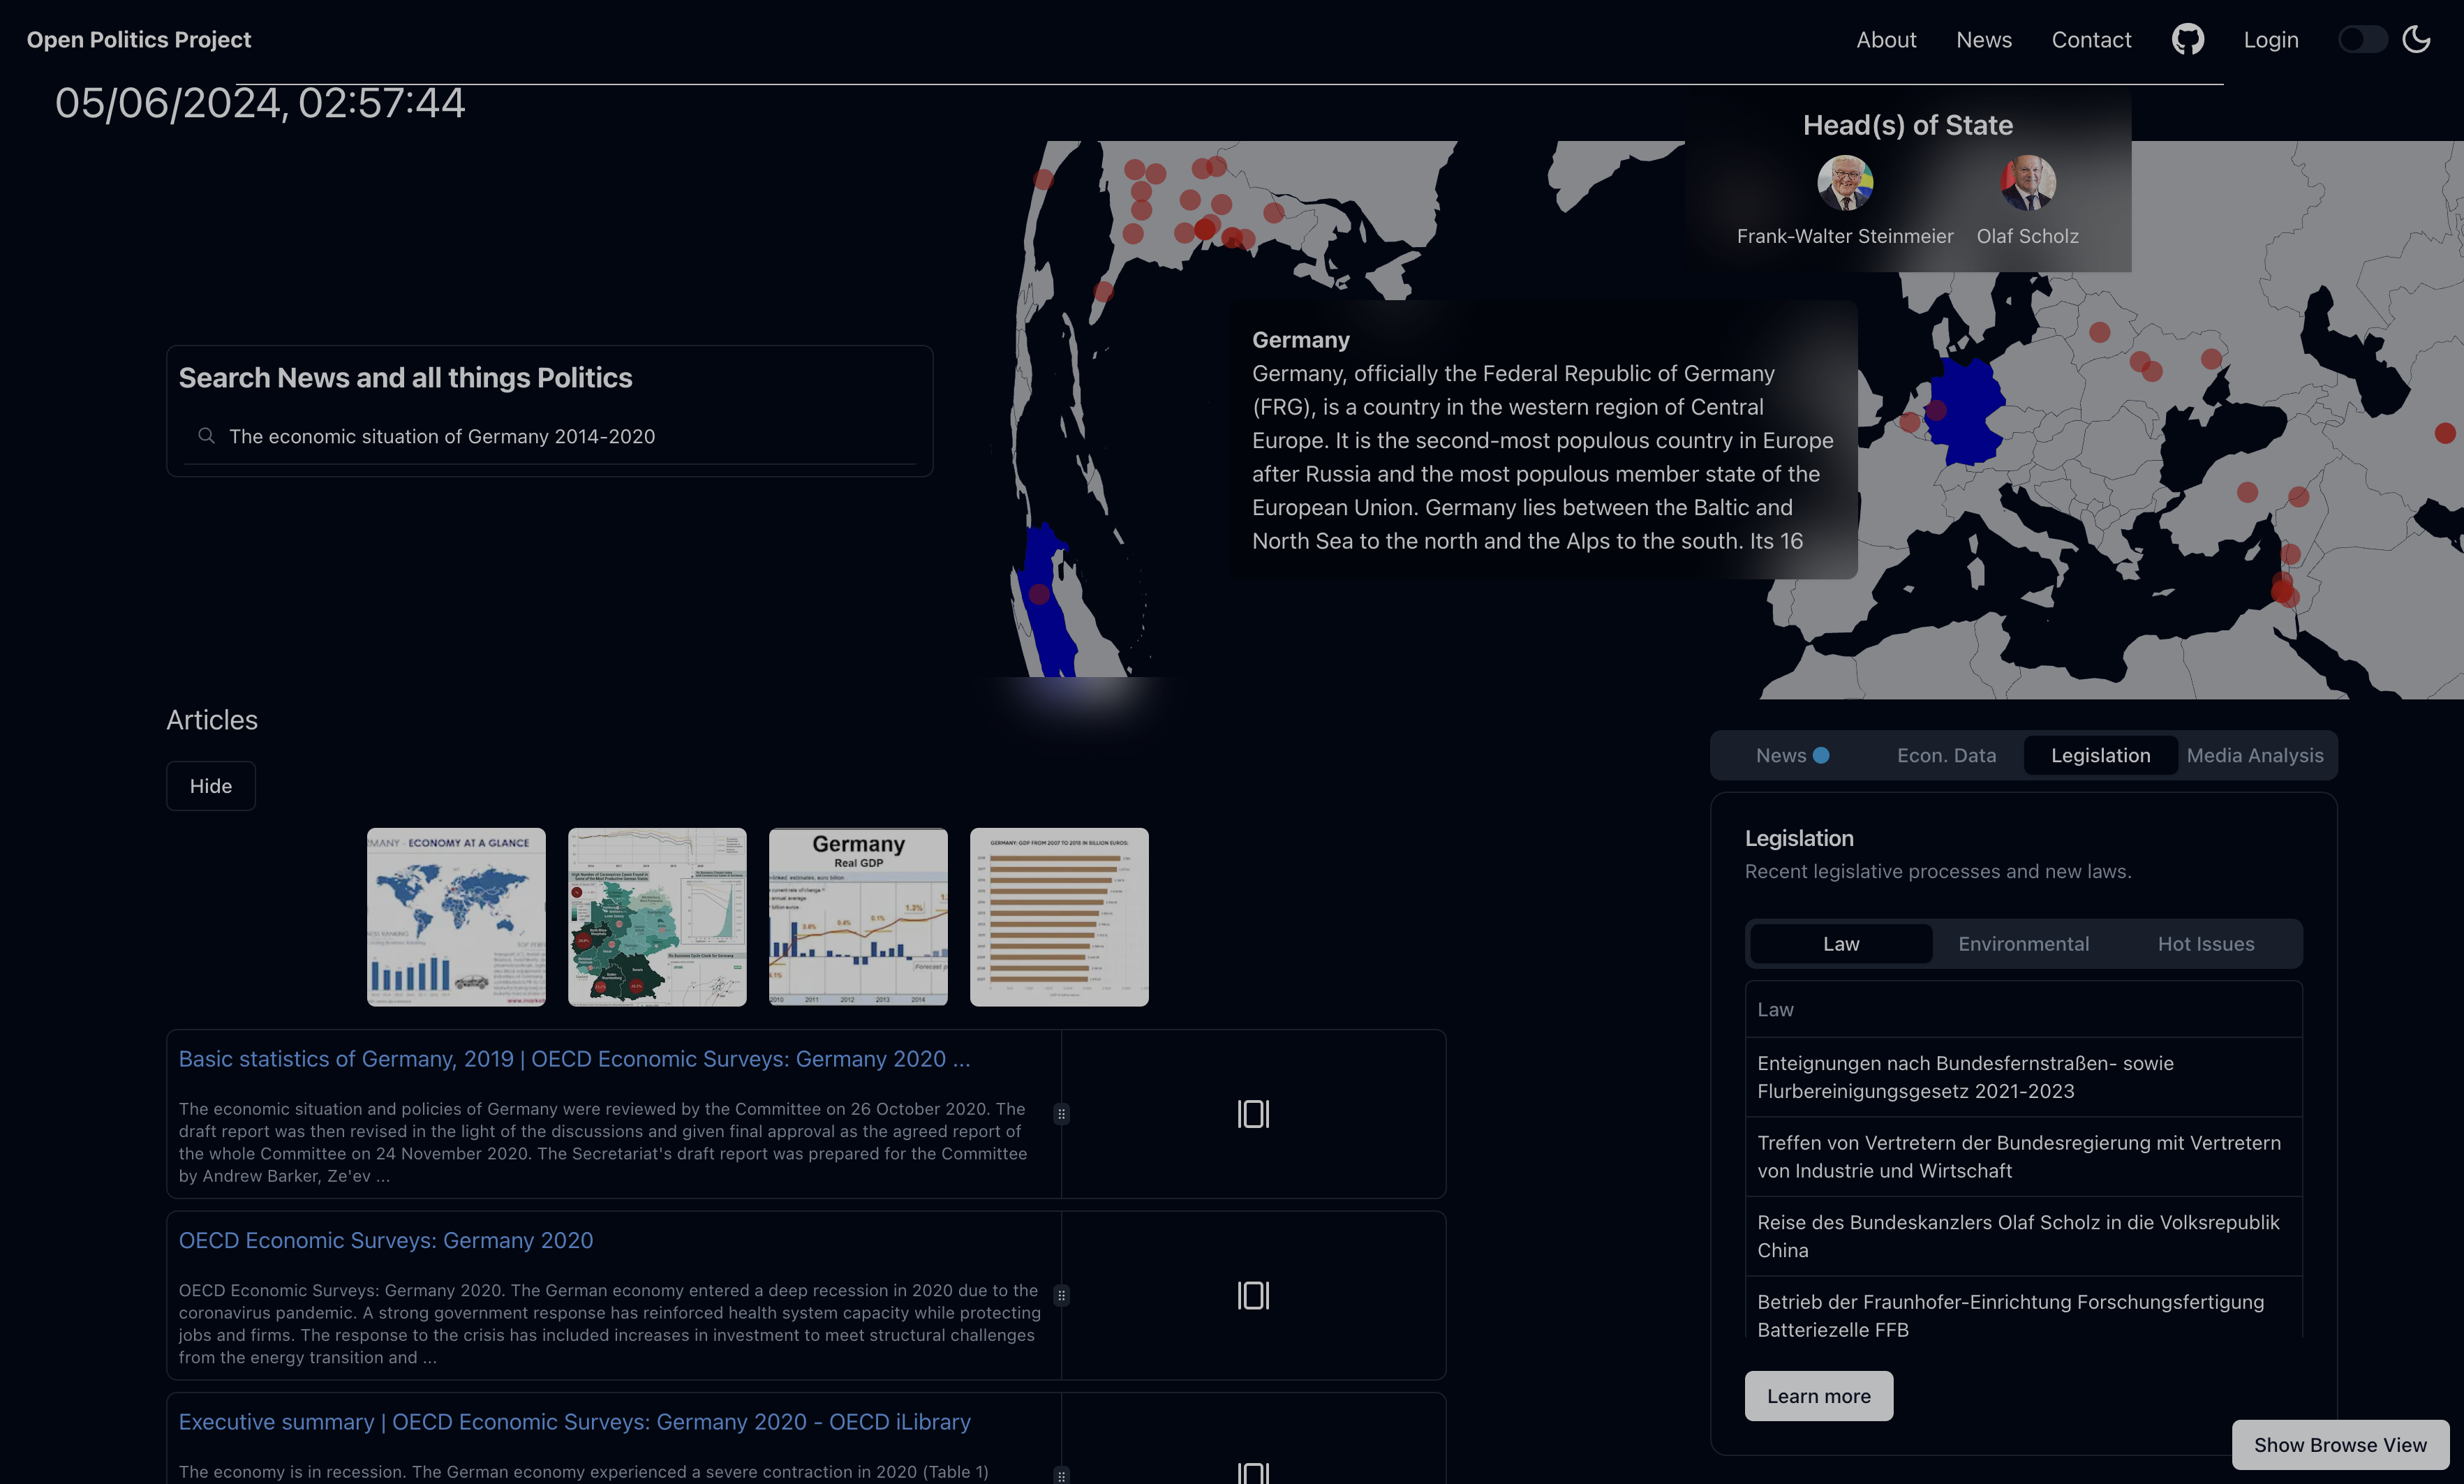 Open Politics Project
About
News
Contact
Login
05/06/2024, 02:57:44
Head(s) of State
Frank-Walter Steinmeier
Olaf Scholz
Search News and all things Politics
The economic situation of Germany 2014-2020
Germany
Germany, officially the Federal Republic of Germany
(FRG), is a country in the western region of Central
Europe. It is the second-most populous country in Europe
after Russia and the most populous member state of the
European Union. Germany lies between the Baltic and
North Sea to the north and the Alps to the south. Its 16
Articles
Hide
ECONOMY AT A GLANCE
Germany
Real GDP
3.6%
0.4%
0.1%
1.3%
Forecast
2010 2011 2012 2013 2014
GERMANY: GDP FROM 2007 TO 2018 IN BILLION EUROS:
Basic statistics of Germany, 2019 | OECD Economic Surveys: Germany 2020 ...
The economic situation and policies of Germany were reviewed by the Committee on 26 October 2020. The
draft report was then revised in the light of the discussions and given final approval as the agreed report of
the whole Committee on 24 November 2020. The Secretariat's draft report was prepared for the Committee
by Andrew Barker, Ze'ev ...
OECD Economic Surveys: Germany 2020
OECD Economic Surveys: Germany 2020. The German economy entered a deep recession in 2020 due to the
coronavirus pandemic. A strong government response has reinforced health system capacity while protecting
jobs and firms. The response to the crisis has included increases in investment to meet structural challenges
from the energy transition and ...
Executive summary | OECD Economic Surveys: Germany 2020 - OECD iLibrary
The economy is in recession. The German economy experienced a severe contraction in 2020 (Table 1)
News
Econ. Data
Legislation
Media Analysis
Legislation
Recent legislative processes and new laws.
Law
Environmental
Hot Issues
Law
Enteignungen nach Bundesfernstraßen- sowie
Flurbereinigungsgesetz 2021-2023
Treffen von Vertretern der Bundesregierung mit Vertretern
von Industrie und Wirtschaft
Reise des Bundeskanzlers Olaf Scholz in die Volksrepublik
China
Betrieb der Fraunhofer-Einrichtung Forschungsfertigung
Batteriezelle FFB
Learn more
Show Browse View